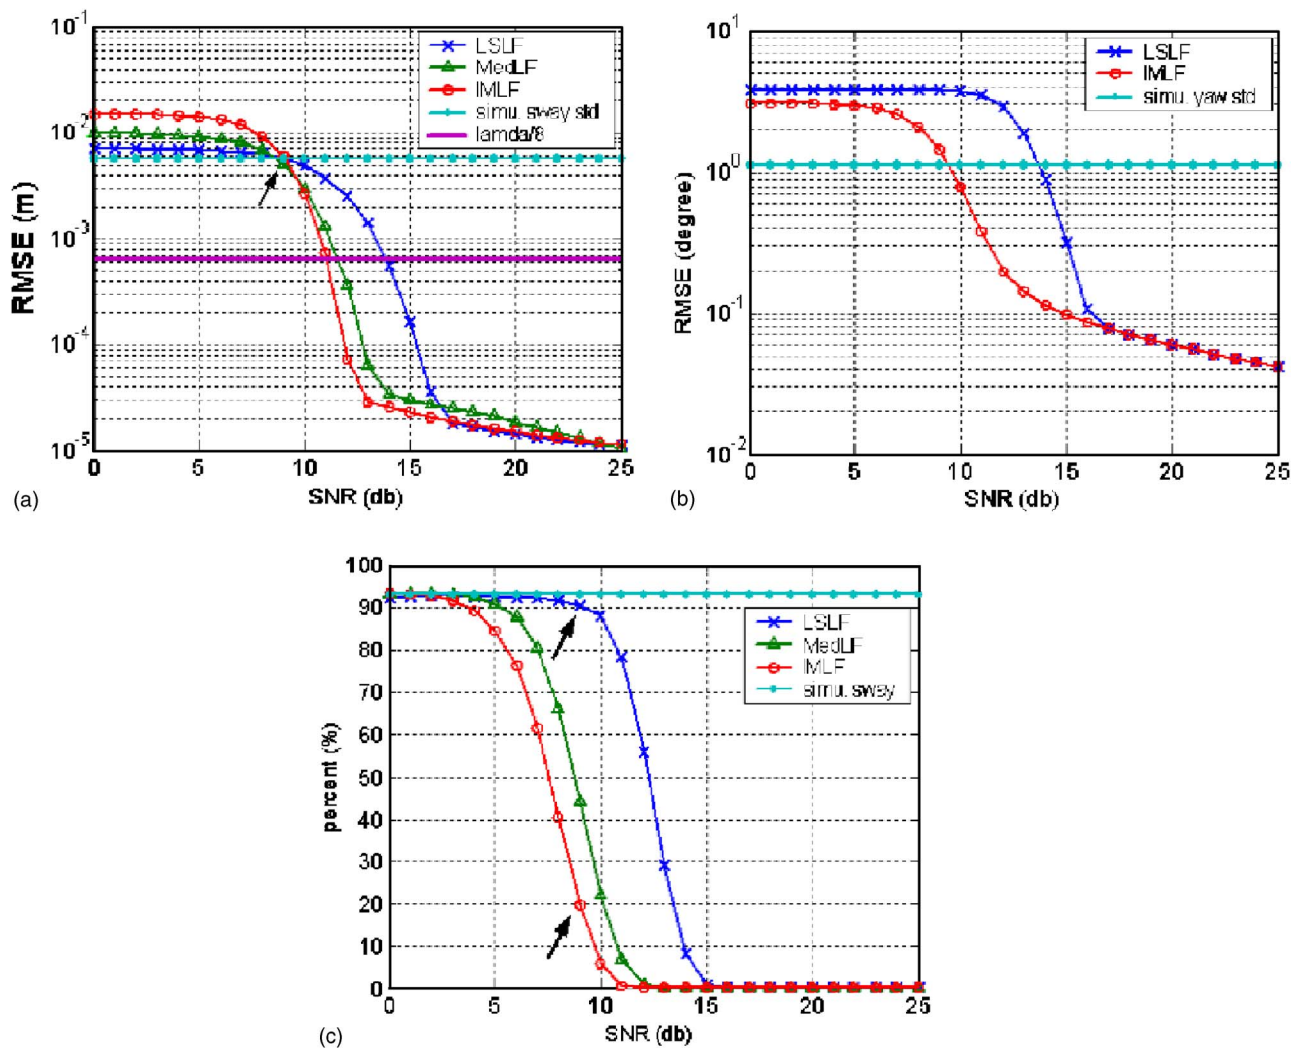 10^-1
10^-2
10^-3
10^-4
10^-5
RMSE (m)
LSLF
MedLF
IMLF
simu. sway std
lamda/8
0 5 10 15 20 25
SNR (db)
(a)
10^1
10^0
10^-1
10^-2
RMSE (degree)
LSLF
IMLF
simu. yaw std
0 5 10 15 20 25
SNR (db)
(b)
100
90
80
70
60
50
40
30
20
10
0
percent (%)
LSLF
MedLF
IMLF
simu. sway
0 5 10 15 20 25
SNR (db)
(c)